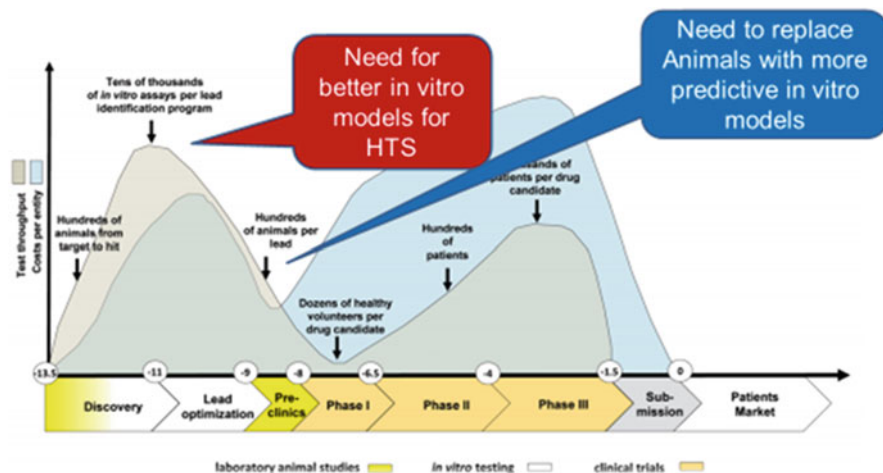 Need for
better in vitro
models for
HTS
Need to replace
Animals with more
predictive in vitro
models
Tens of thousands
of in vitro assays per lead
identification program
Test throughput
Costs per entity
Hundreds of
animals from
target to hit
Hundreds
of animals per
lead
Dozens of healthy
volunteers per
drug candidate
Hundreds
of
patients
of
patients per drug
candidate
-13.5
-11
-9
-8
-6.5
-4
-1.5
0
Discovery
Lead
optimization
Pre-
clinics
Phase I
Phase II
Phase III
Sub-
mission
Patients
Market
laboratory animal studies
in vitro testing
clinical trials